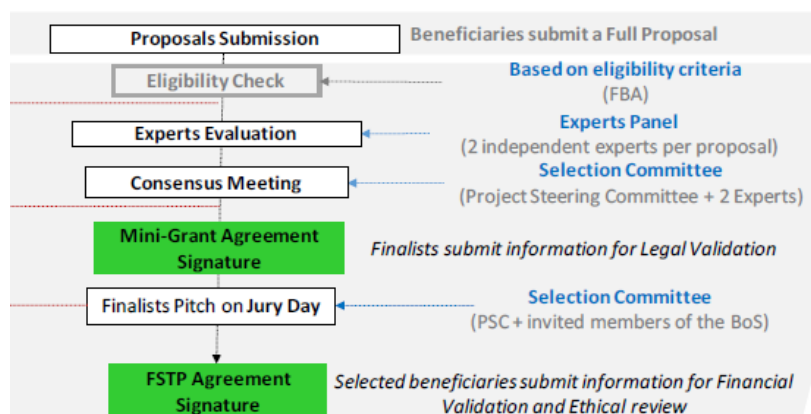 Proposals Submission
Beneficiaries submit a Full Proposal
Eligibility Check
Based on eligibility criteria
(FBA)
Experts Evaluation
Experts Panel
(2 independent experts per proposal)
Consensus Meeting
Selection Committee
(Project Steering Committee + 2 Experts)
Mini-Grant Agreement
Signature
Finalists submit information for Legal Validation
Finalists Pitch on Jury Day
Selection Committee
(PSC + invited members of the BoS)
FSTP Agreement
Signature
Selected beneficiaries submit information for Financial
Validation and Ethical review